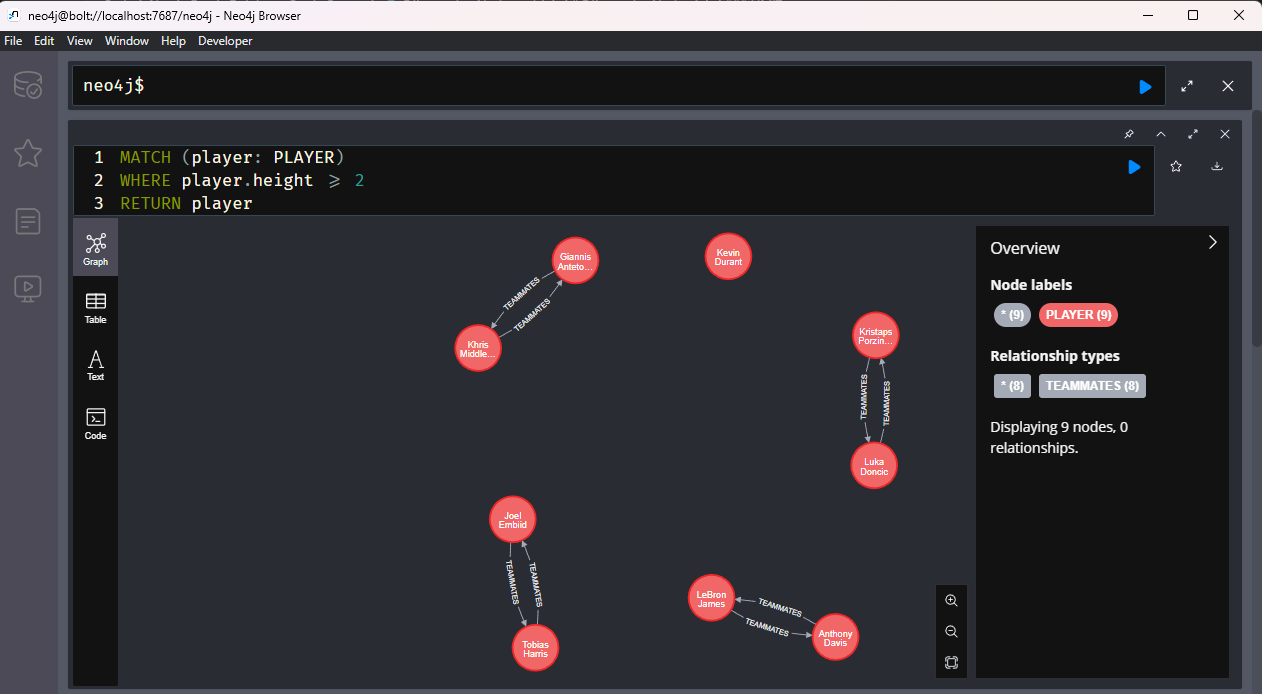 neo4j@bolt://localhost:7687/neo4j - Neo4j Browser
File Edit View Window Help Developer
neo4j$
1 MATCH (player: PLAYER)
2 WHERE player.height >= 2
3 RETURN player
Graph
Table
Text
Code
Giannis
Anteto...
TEAMMATES
TEAMMATES
Khris
Middle...
Kevin
Durant
Kristaps
Porzin...
TEAMMATES
TEAMMATES
Luka
Doncic
Joel
Embiid
TEAMMATES
TEAMMATES
Tobias
Harris
LeBron
James
TEAMMATES
TEAMMATES
Anthony
Davis
Overview
Node labels
* (9) PLAYER (9)
Relationship types
* (8) TEAMMATES (8)
Displaying 9 nodes, 0
relationships.